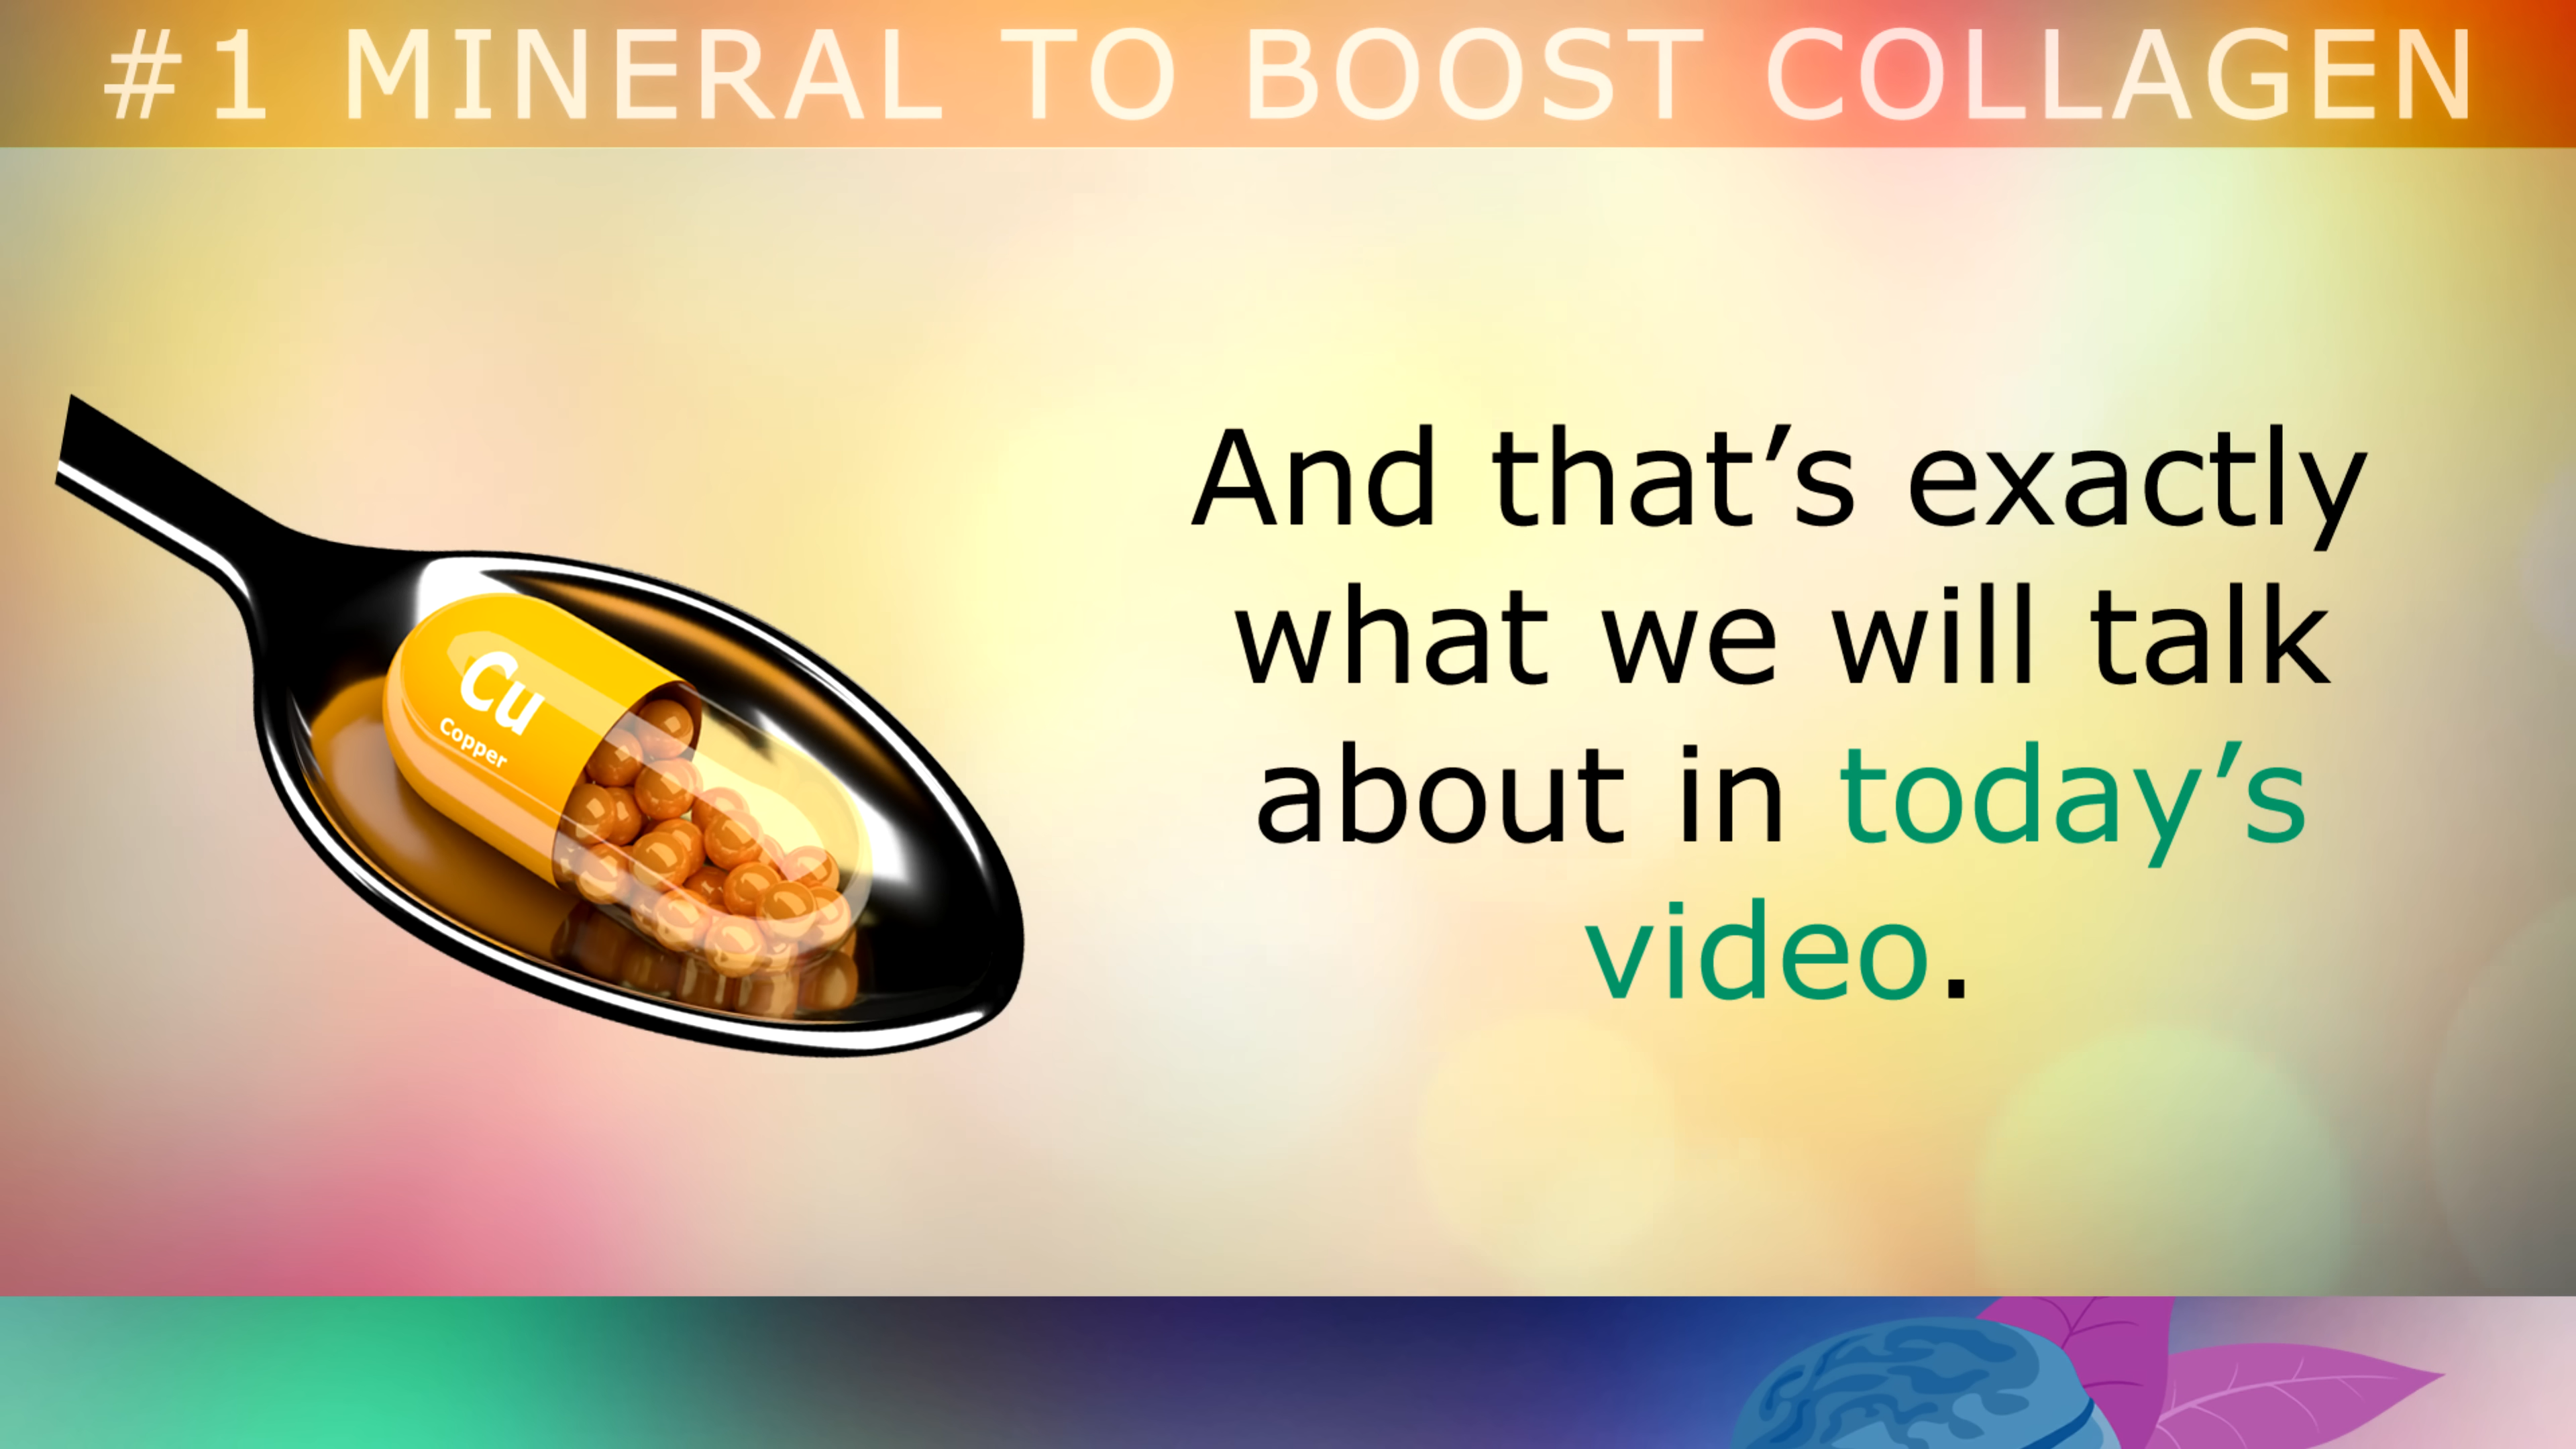 #1 MINERAL TO BOOST COLLAGEN
Cu
Copper
And that’s exactly
what we will talk
about in today’s
video.